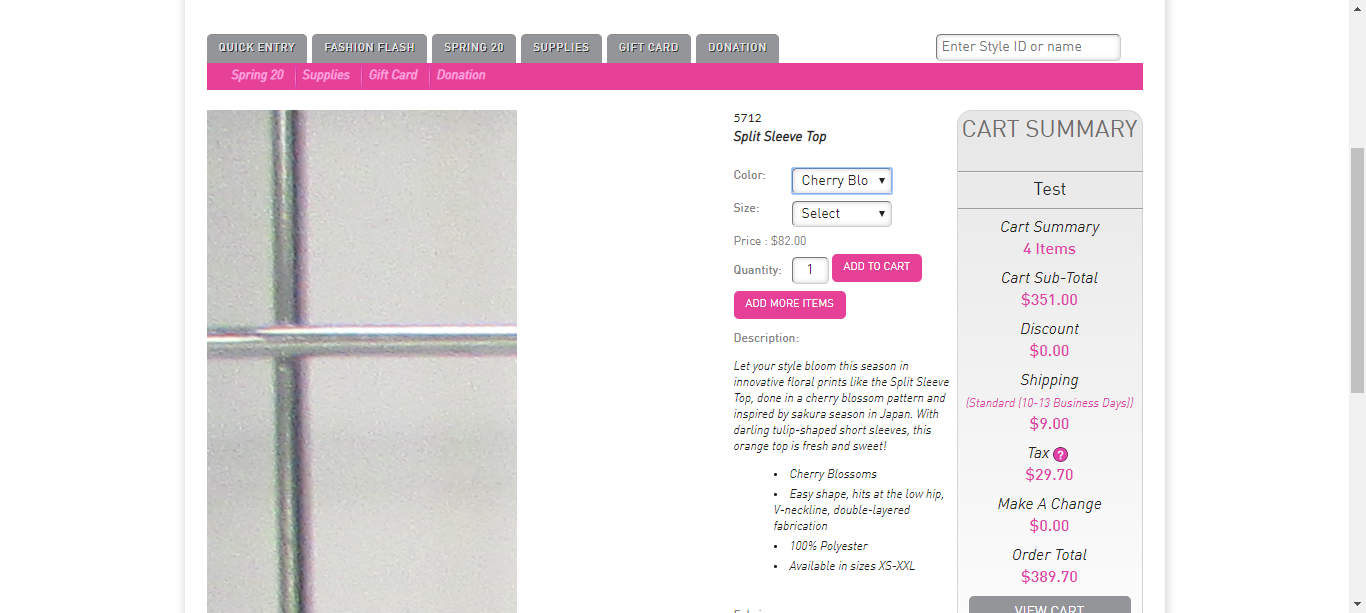 QUICK ENTRY
FASHION FLASH
SPRING 20
SUPPLIES
GIFT CARD
DONATION
Enter Style ID or name
Spring 20
Supplies
Gift Card
Donation
5712
Split Sleeve Top
Color:
Cherry Blo
Size:
Select
Price : $82.00
Quantity:
1
ADD TO CART
ADD MORE ITEMS
Description:
Let your style bloom this season in
innovative floral prints like the Split Sleeve
Top, done in a cherry blossom pattern and
inspired by sakura season in Japan. With
darling tulip-shaped short sleeves, this
orange top is fresh and sweet!
• Cherry Blossoms
• Easy shape, hits at the low hip,
V-neckline, double-layered
fabrication
• 100% Polyester
• Available in sizes XS-XXL
CART SUMMARY
Test
Cart Summary
4 Items
Cart Sub-Total
$351.00
Discount
$0.00
Shipping
(Standard (10-13 Business Days))
$9.00
Tax ?
$29.70
Make A Change
$0.00
Order Total
$389.70
VIEW CART